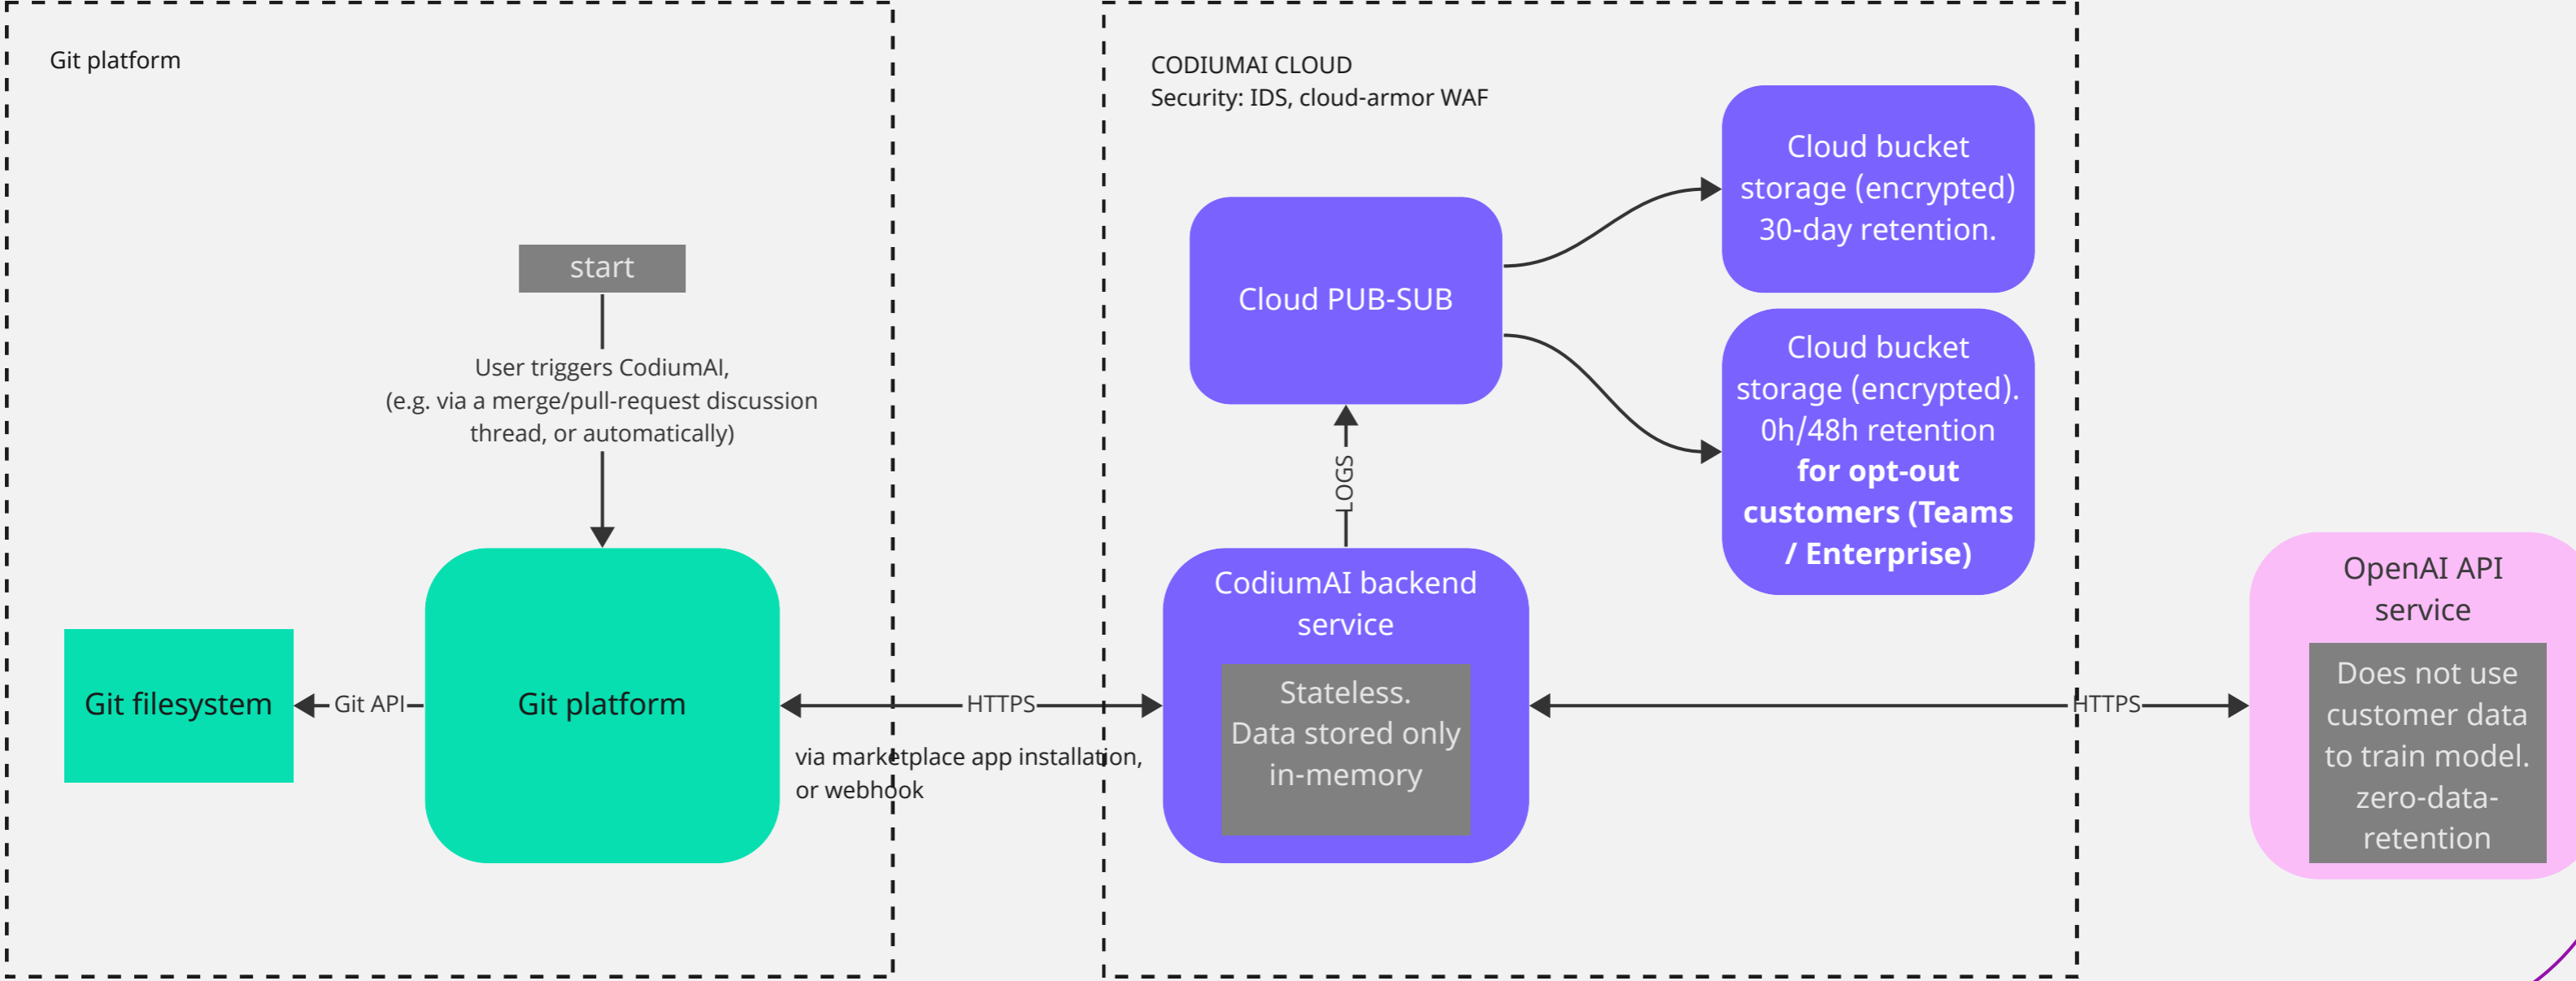 Git platform
start
User triggers CodiumAI,
(e.g. via a merge/pull-request discussion
thread, or automatically)
Git filesystem
Git API
Git platform
HTTPS
via marketplace app installation,
or webhook
CODIUMAI CLOUD
Security: IDS, cloud-armor WAF
Cloud PUB-SUB
LOGS
Cloud bucket
storage (encrypted)
30-day retention.
Cloud bucket
storage (encrypted).
0h/48h retention
for opt-out
customers (Teams
/ Enterprise)
CodiumAI backend
service
Stateless.
Data stored only
in-memory
HTTPS
OpenAI API
service
Does not use
customer data
to train model.
zero-data-
retention